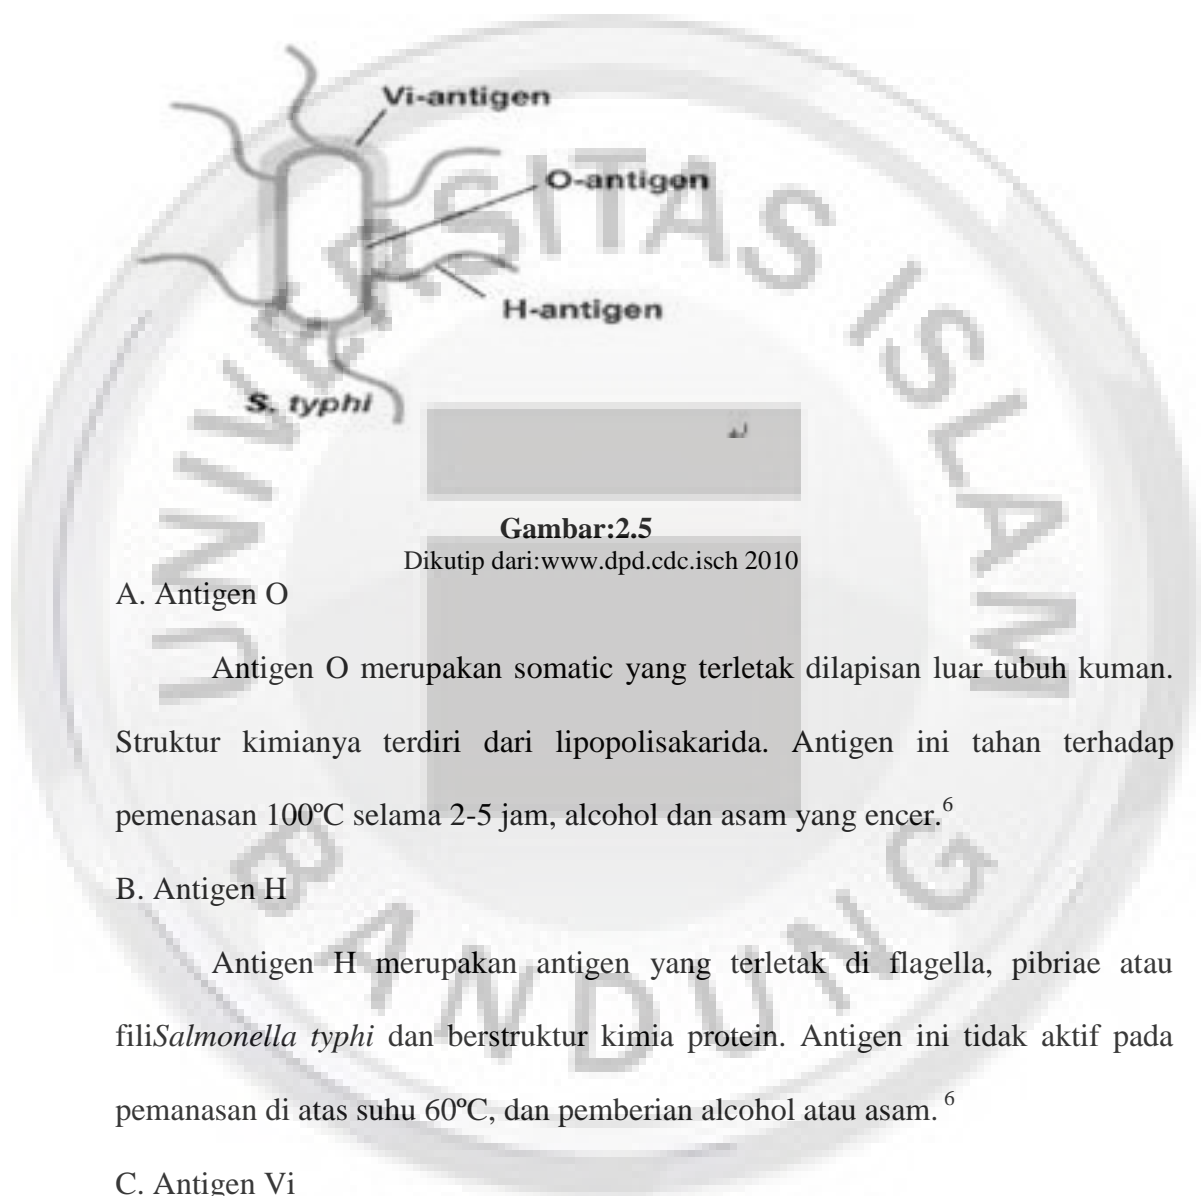 Vi-antigen
O-antigen
H-antigen
S. typhi
Gambar:2.5
Dikutip dari:www.dpd.cdc.isch 2010
A. Antigen O
Antigen O merupakan somatic yang terletak dilapisan luar tubuh kuman.
Struktur kimianya terdiri dari lipopolisakarida. Antigen ini tahan terhadap
pemenasan 100ºC selama 2-5 jam, alcohol dan asam yang encer.6
B. Antigen H
Antigen H merupakan antigen yang terletak di flagella, pibriae atau
filiSalmonella typhi dan berstruktur kimia protein. Antigen ini tidak aktif pada
pemanasan di atas suhu 60ºC, dan pemberian alcohol atau asam. 6
C. Antigen Vi
UNIVERSITAS ISLAM
BANDUNG